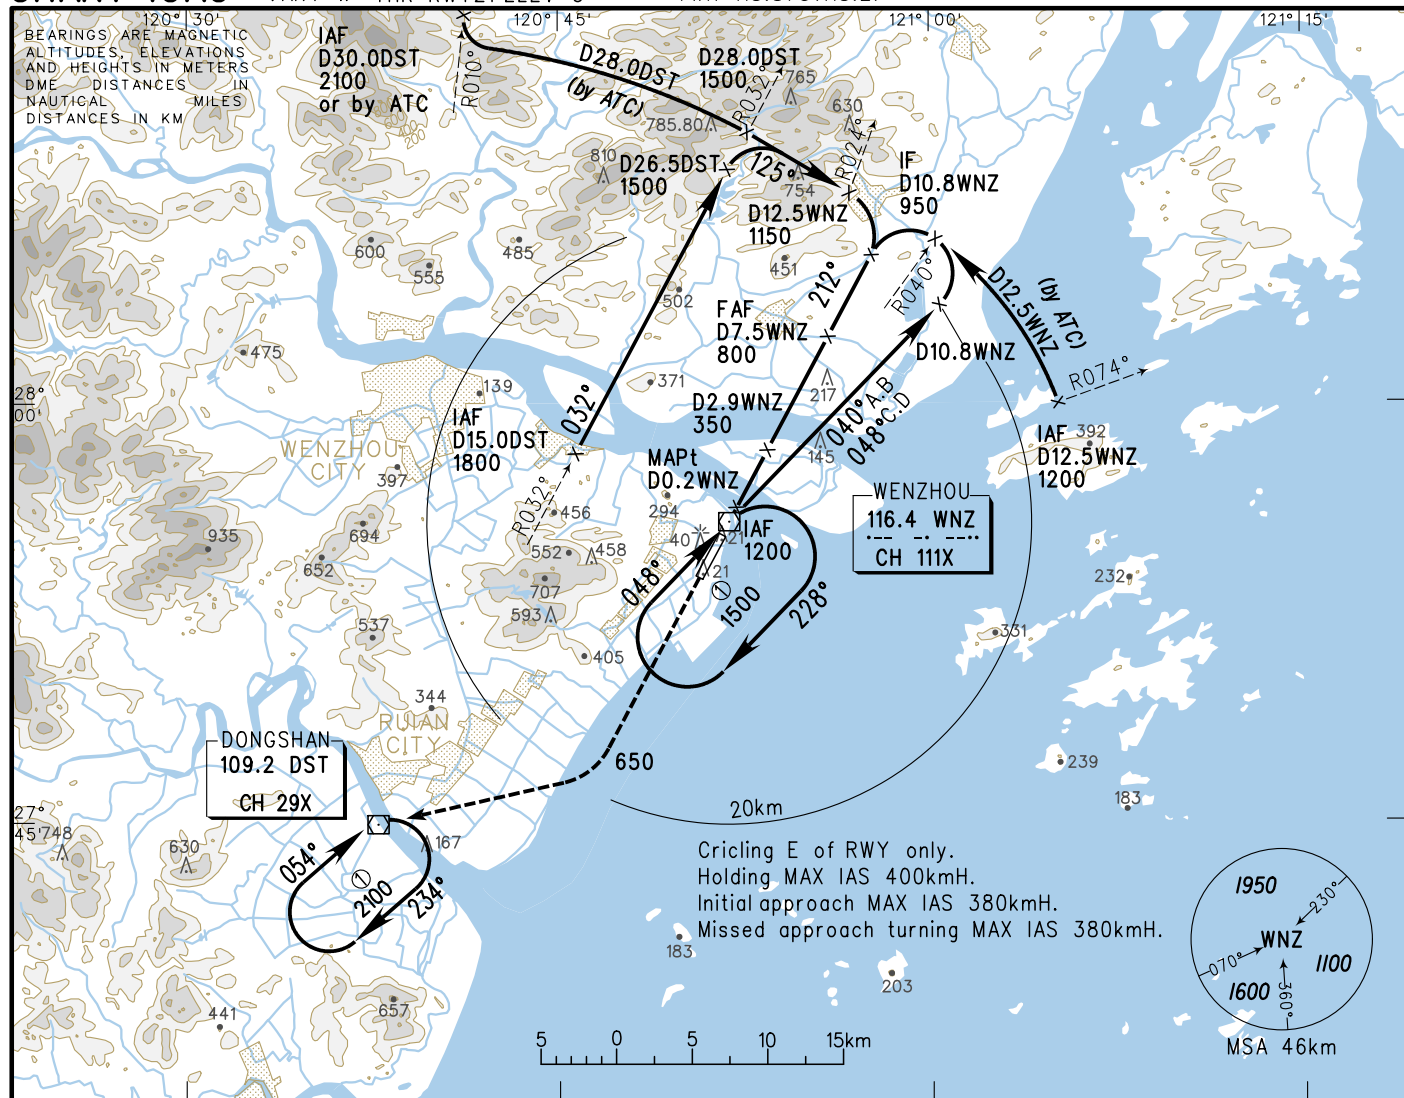 120° 30'
120° 45'
121° 00'
121° 15'
BEARINGS ARE MAGNETIC
ALTITUDES, ELEVATIONS
AND HEIGHTS IN METERS
DME DISTANCES IN
NAUTICAL MILES
DISTANCES IN KM
IAF
D30.0DST
2100
or by ATC
R010°
D28.0DST
(by ATC)
D28.0DST
1500
R032°
765
785.80
630
R024°
810
D26.5DST
1500
125°
754
IF
D10.8WNZ
950
D12.5WNZ
1150
600
555
485
451
502
212°
R040°
(by ATC)
D12.5WNZ
FAF
D7.5WNZ
800
D10.8WNZ
R074°
475
139
371
217
28°
00'
032°
D2.9WNZ
350
040° A.B
048° C.D
145
IAF
D15.0DST
1800
WENZHOU
CITY
397
IAF
D12.5WNZ
1200
392
MAPt
D0.2WNZ
WENZHOU
116.4 WNZ
CH 111X
R032°
456
294
407
21
IAF
1200
935
694
652
552
458
21
707
593
048°
1
1500
228°
232
331
537
405
344
RUIAN
CITY
DONGSHAN
109.2 DST
CH 29X
650
239
183
20km
27°
45'
748
630
167
054°
1
2100
234°
Cricling E of RWY only.
Holding MAX IAS 400kmH.
Initial approach MAX IAS 380kmH.
Missed approach turning MAX IAS 380kmH.
183
203
657
441
1950
230°
WNZ
070°
1100
1600
360°
MSA 46km
5 0 5 10 15km